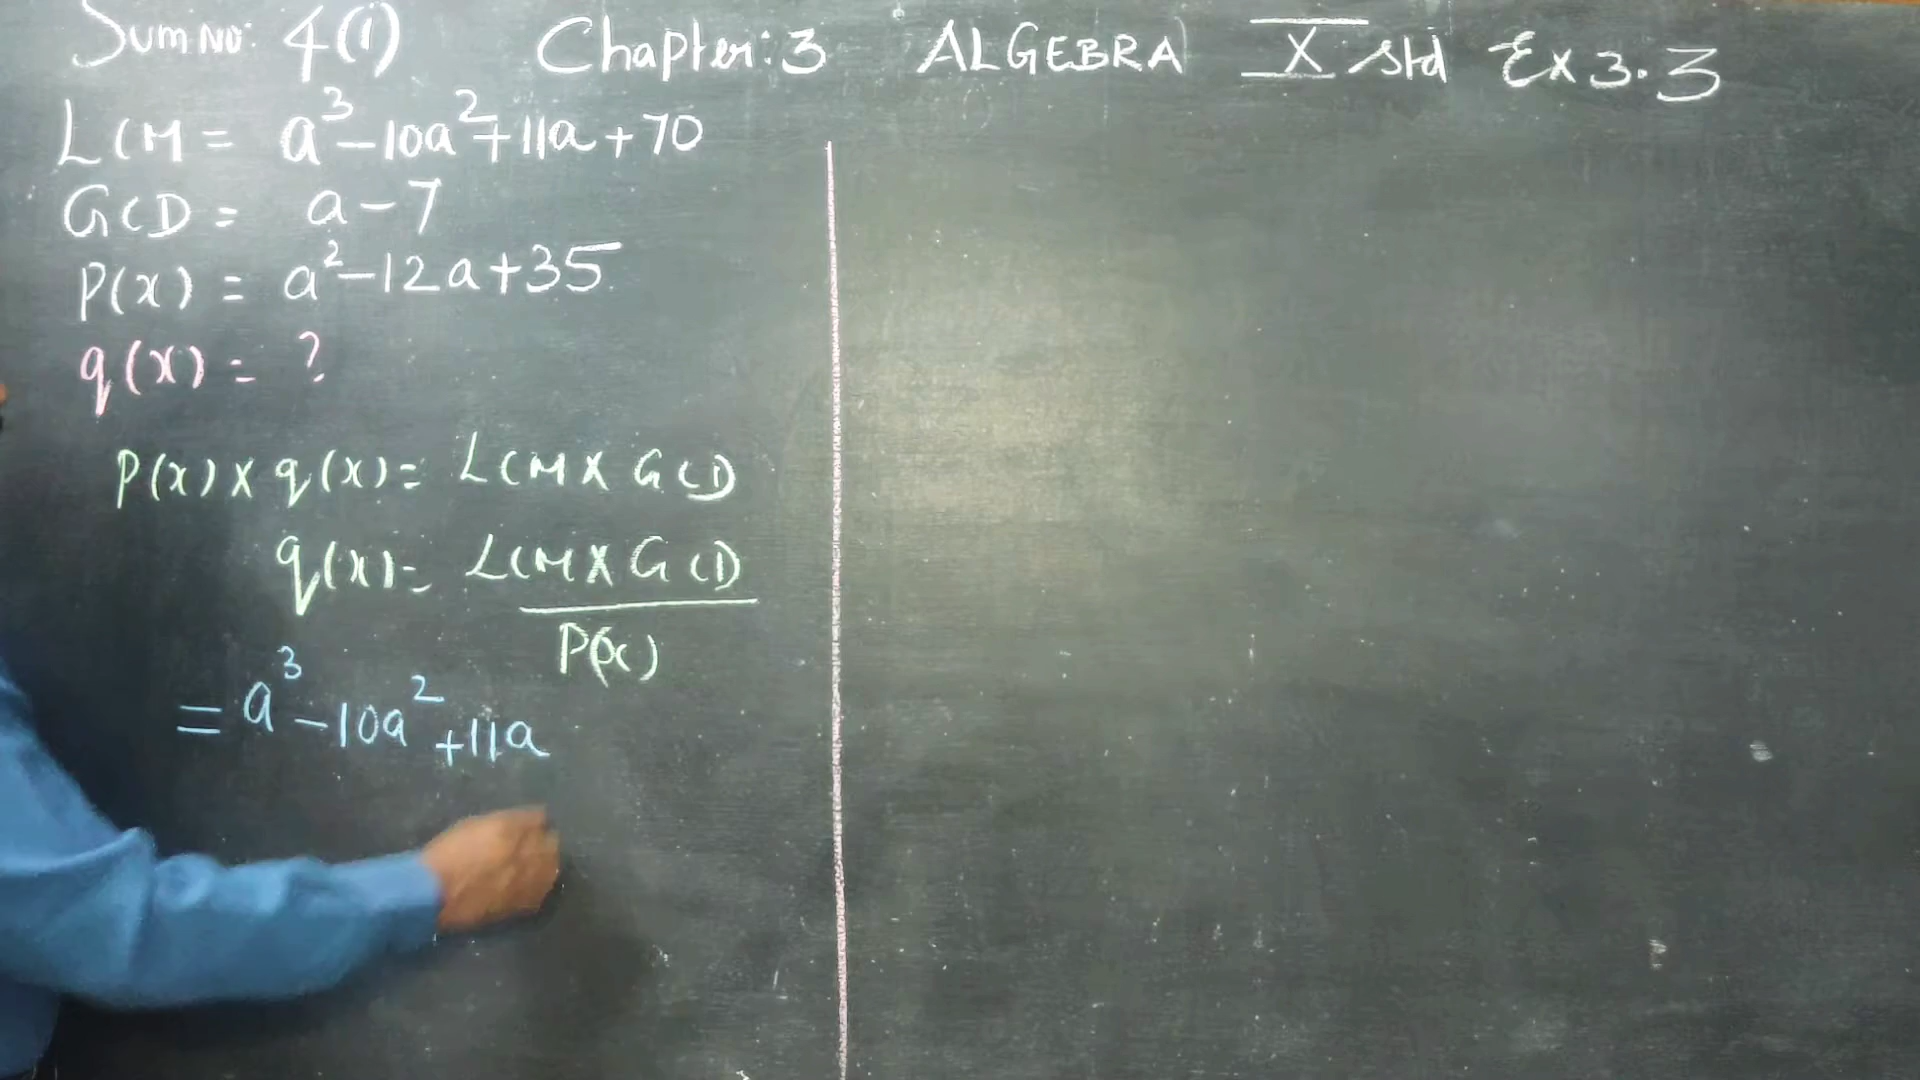 Sum No: 4(i) Chapter: 3 ALGEBRA X std Ex 3.3
LCM = a³-10a²+11a+70
GCD = a-7
P(x) = a²-12a+35
q(x) = ?
P(x) x q(x) = LCM X GCD
q(x) = LCM X GCD
P(x)
= a³-10a²+11a